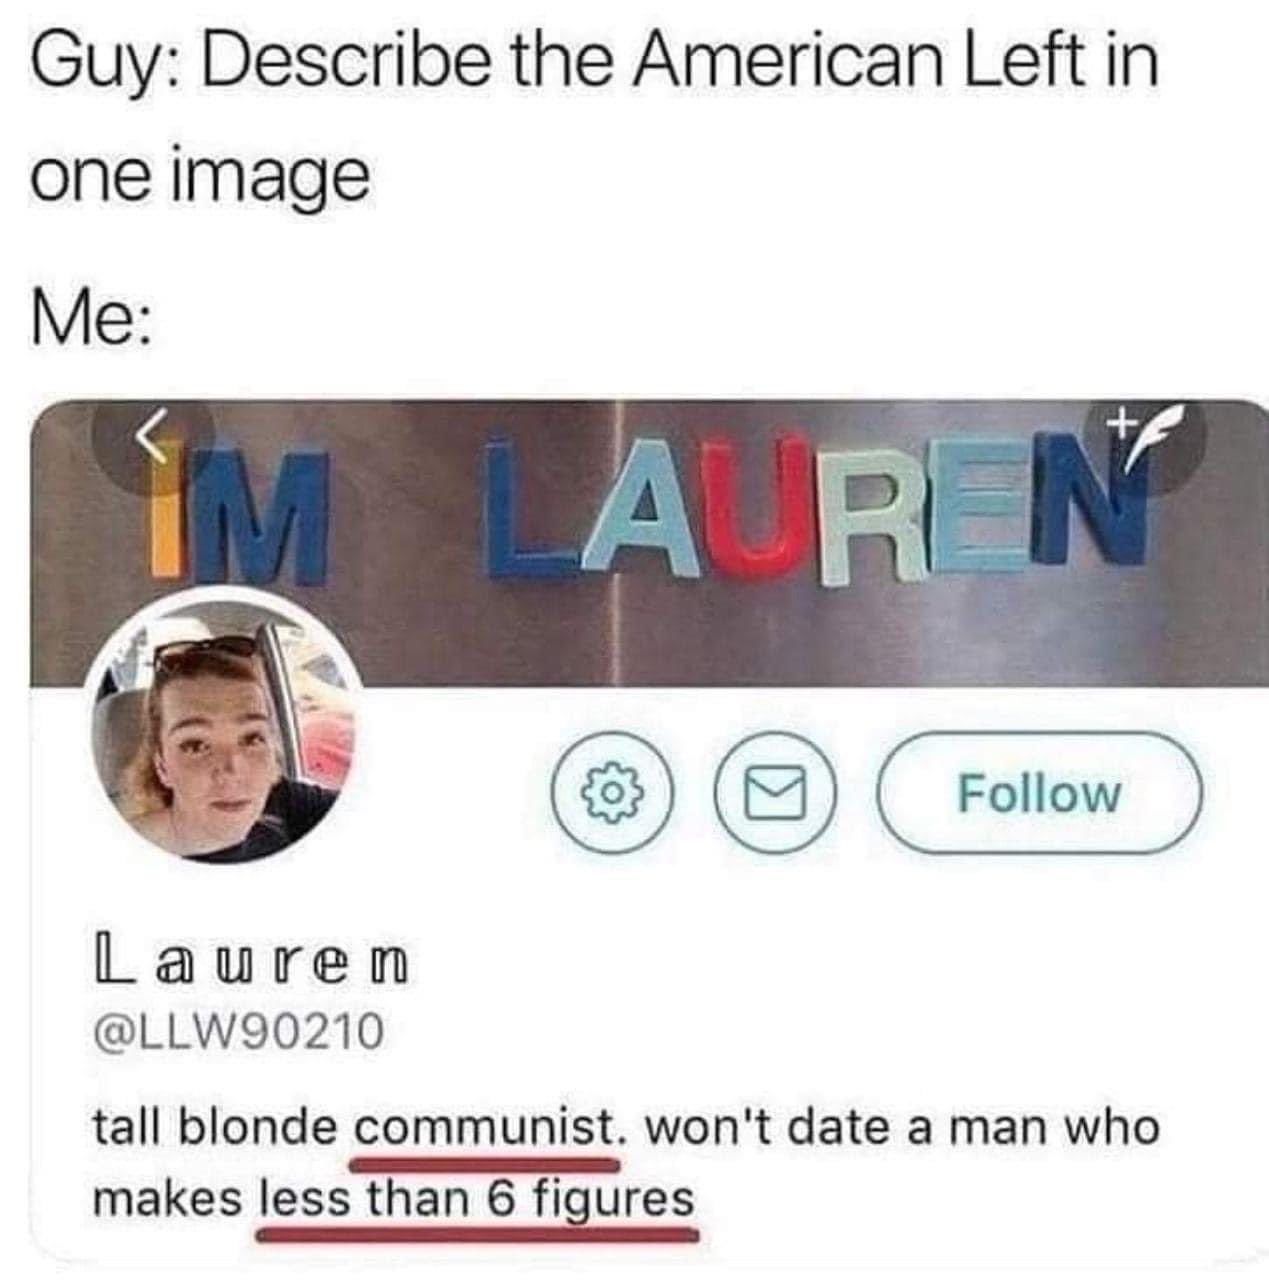 Guy: Describe the American Left in
one image
Me:
IM LAUREN
Follow
Lauren
@LLW90210
tall blonde communist. won't date a man who
makes less than 6 figures